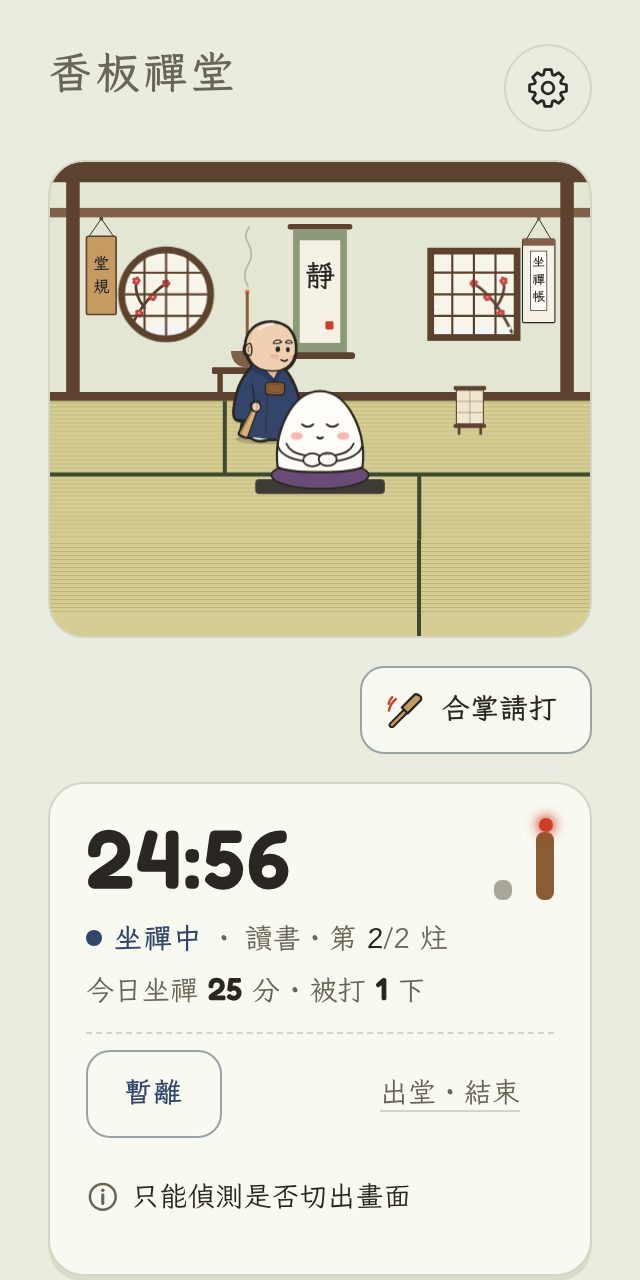 香板禪堂
堂規
靜
坐禪帳
合掌請打
24:56
坐禪中 · 讀書 · 第 2/2 炷
今日坐禪 25 分 · 被打 1 下
暫離
出堂 · 結束
只能偵測是否切出畫面